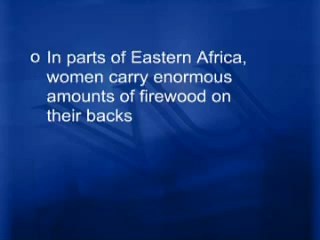 o In parts of Eastern Africa,
women carry enormous
amounts of firewood on
their backs